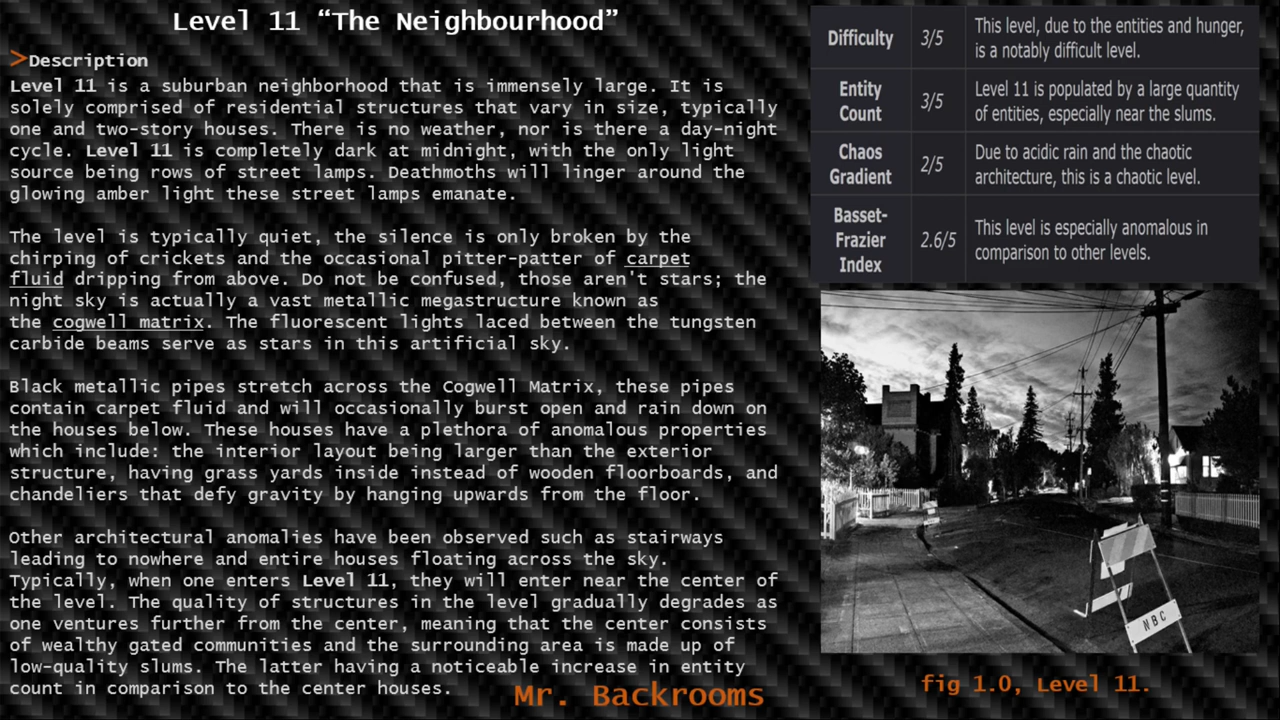 Level 11 “The Neighbourhood”
>Description
Level 11 is a suburban neighborhood that is immensely large. It is
solely comprised of residential structures that vary in size, typically
one and two-story houses. There is no weather, nor is there a day-night
cycle. Level 11 is completely dark at midnight, with the only light
source being rows of street lamps. Deathmoths will linger around the
glowing amber light these street lamps emanate.
The level is typically quiet, the silence is only broken by the
chirping of crickets and the occasional pitter-patter of carpet
fluid dripping from above. Do not be confused, those aren't stars; the
night sky is actually a vast metallic megastructure known as
the cogwell matrix. The fluorescent lights laced between the tungsten
carbide beams serve as stars in this artificial sky.
Black metallic pipes stretch across the Cogwell Matrix, these pipes
contain carpet fluid and will occasionally burst open and rain down on
the houses below. These houses have a plethora of anomalous properties
which include: the interior layout being larger than the exterior
structure, having grass yards inside instead of wooden floorboards, and
chandeliers that defy gravity by hanging upwards from the floor.
Other architectural anomalies have been observed such as stairways
leading to nowhere and entire houses floating across the sky.
Typically, when one enters Level 11, they will enter near the center of
the level. The quality of structures in the level gradually degrades as
one ventures further from the center, meaning that the center consists
of wealthy gated communities and the surrounding area is made up of
low-quality slums. The latter having a noticeable increase in entity
count in comparison to the center houses.
Mr. Backrooms
Difficulty 3/5 This level, due to the entities and hunger,
is a notably difficult level.
Entity
Count 3/5 Level 11 is populated by a large quantity
of entities, especially near the slums.
Chaos
Gradient 2/5 Due to acidic rain and the chaotic
architecture, this is a chaotic level.
Basset-
Frazier
Index 2.6/5 This level is especially anomalous in
comparison to other levels.
NBC
fig 1.0, Level 11.